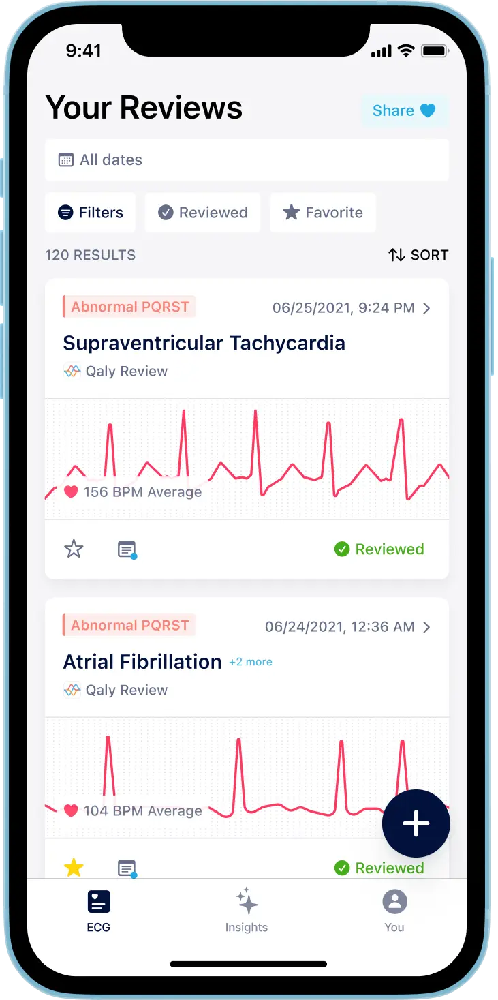 9:41
Your Reviews
Share
All dates
Filters Reviewed Favorite
120 RESULTS SORT
Abnormal PQRST 06/25/2021, 9:24 PM
Supraventricular Tachycardia
Qaly Review
156 BPM Average
Reviewed
Abnormal PQRST 06/24/2021, 12:36 AM
Atrial Fibrillation +2 more
Qaly Review
104 BPM Average
Reviewed
ECG Insights You